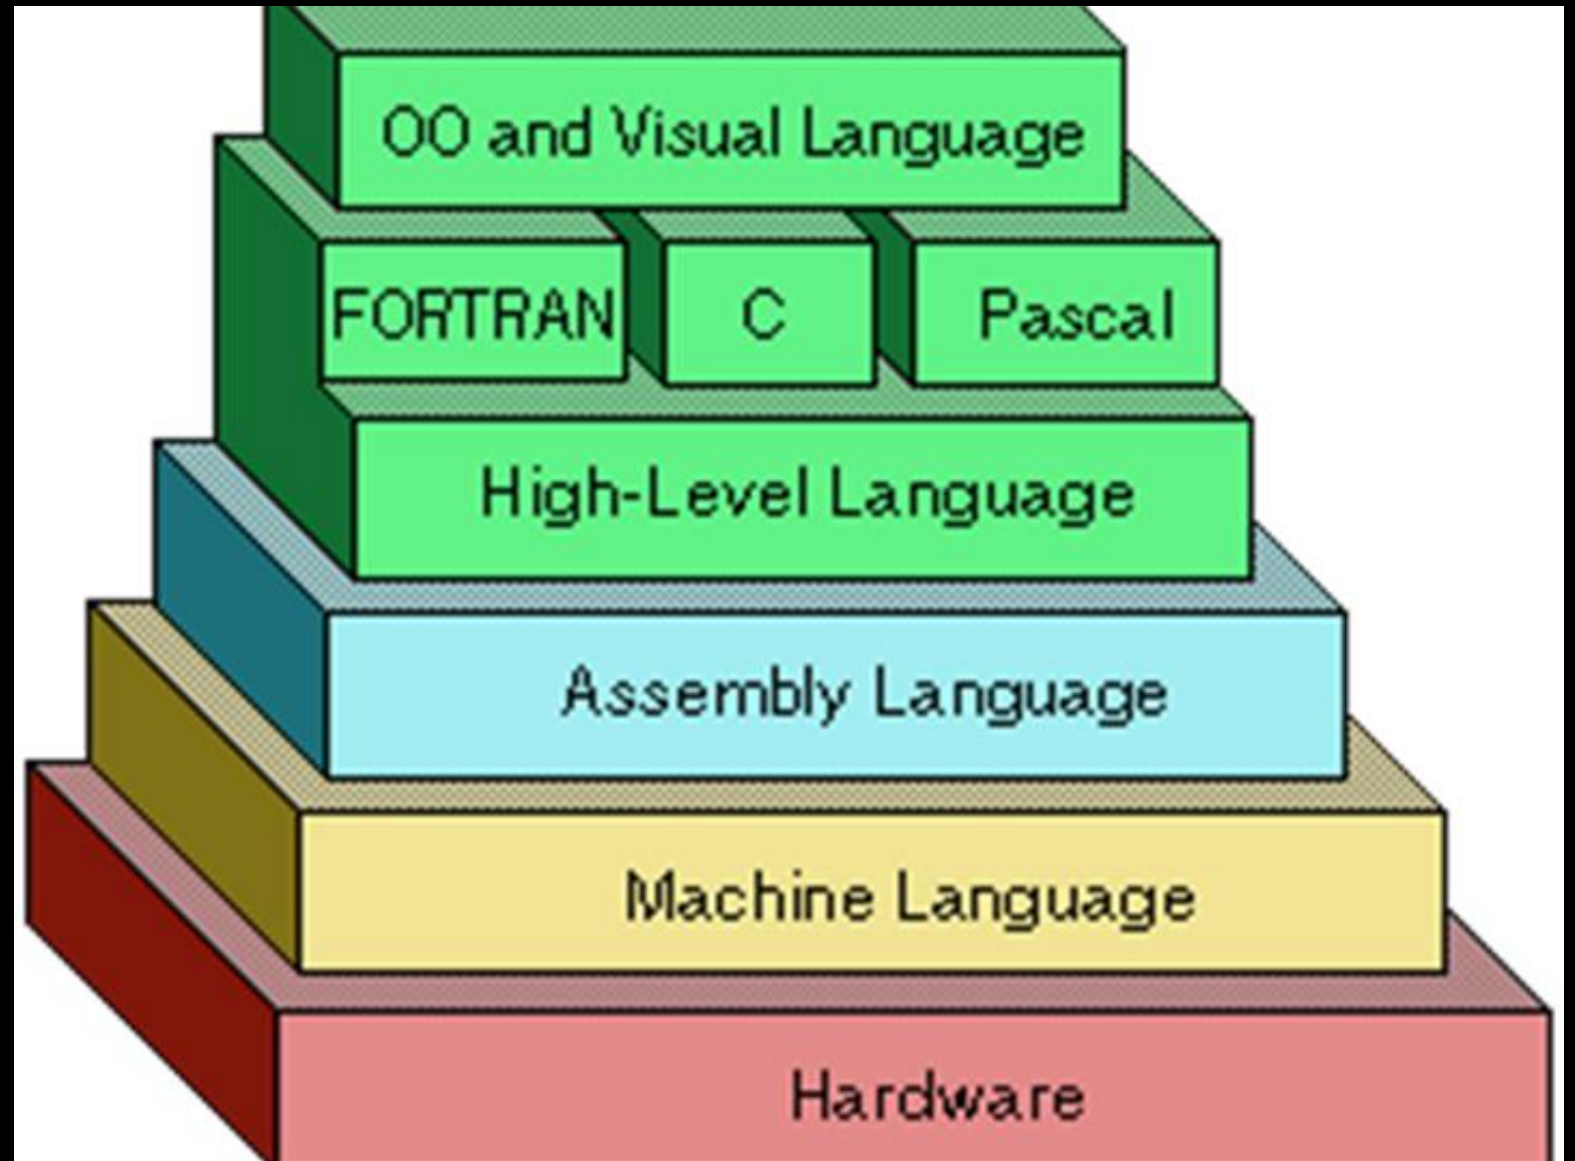 OO and Visual Language
FORTRAN C Pascal
High-Level Language
Assembly Language
Machine Language
Hardware